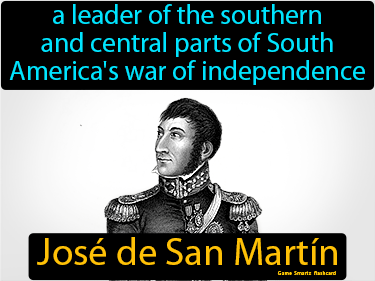 a leader of the southern
and central parts of South
America's war of independence
José de San Martín
Game Smartz flashcard